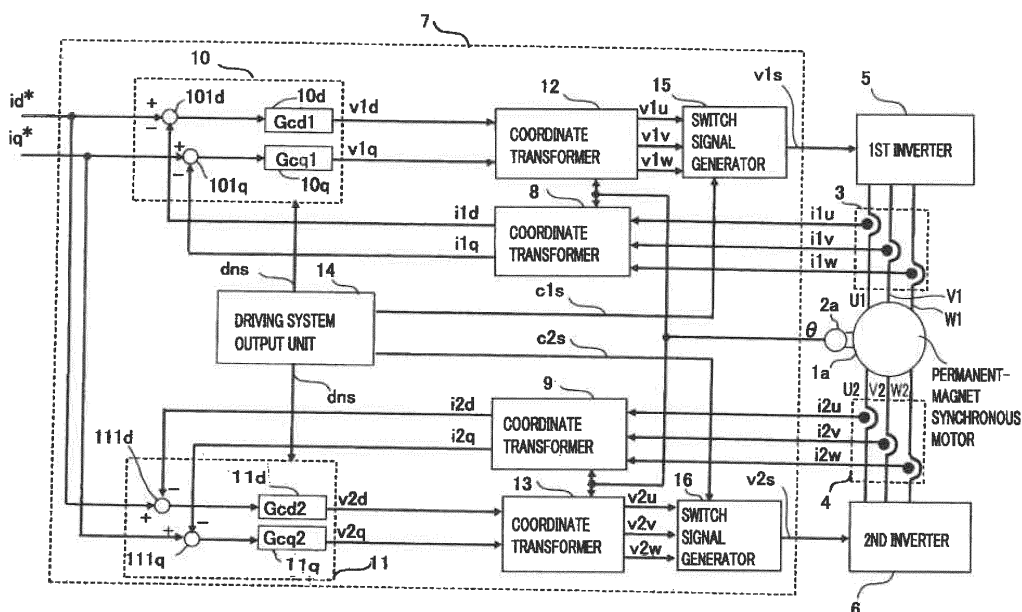 7
10
id*
iq*
+
−
101d
10d
Gcd1
v1d
+
−
101q
Gcq1
10q
v1q
12
COORDINATE
TRANSFORMER
v1u
v1v
v1w
15
SWITCH
SIGNAL
GENERATOR
v1s
5
1ST INVERTER
8
COORDINATE
TRANSFORMER
i1d
i1q
i1u
i1v
i1w
3
dns
14
DRIVING SYSTEM
OUTPUT UNIT
c1s
c2s
dns
U1
V1
W1
2a
θ
1a
PERMANENT-
MAGNET
SYNCHRONOUS
MOTOR
U2
V2
W2
9
COORDINATE
TRANSFORMER
i2d
i2q
i2u
i2v
i2w
4
111d
−
+
11d
Gcd2
v2d
−
+
111q
Gcq2
11q
v2q
11
13
COORDINATE
TRANSFORMER
v2u
v2v
v2w
16
SWITCH
SIGNAL
GENERATOR
v2s
2ND INVERTER
6